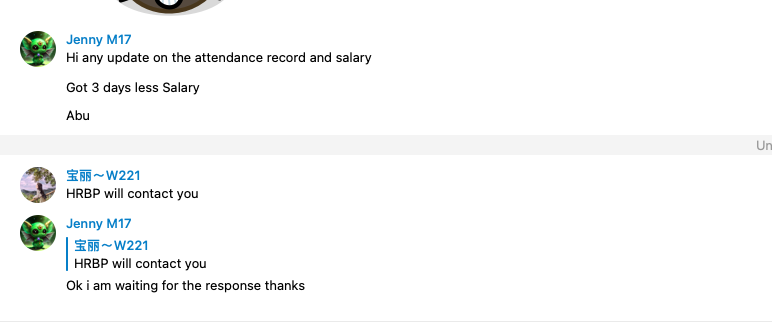 Jenny M17
Hi any update on the attendance record and salary
Got 3 days less Salary
Abu
Un
宝丽～W221
HRBP will contact you
Jenny M17
宝丽～W221
HRBP will contact you
Ok i am waiting for the response thanks